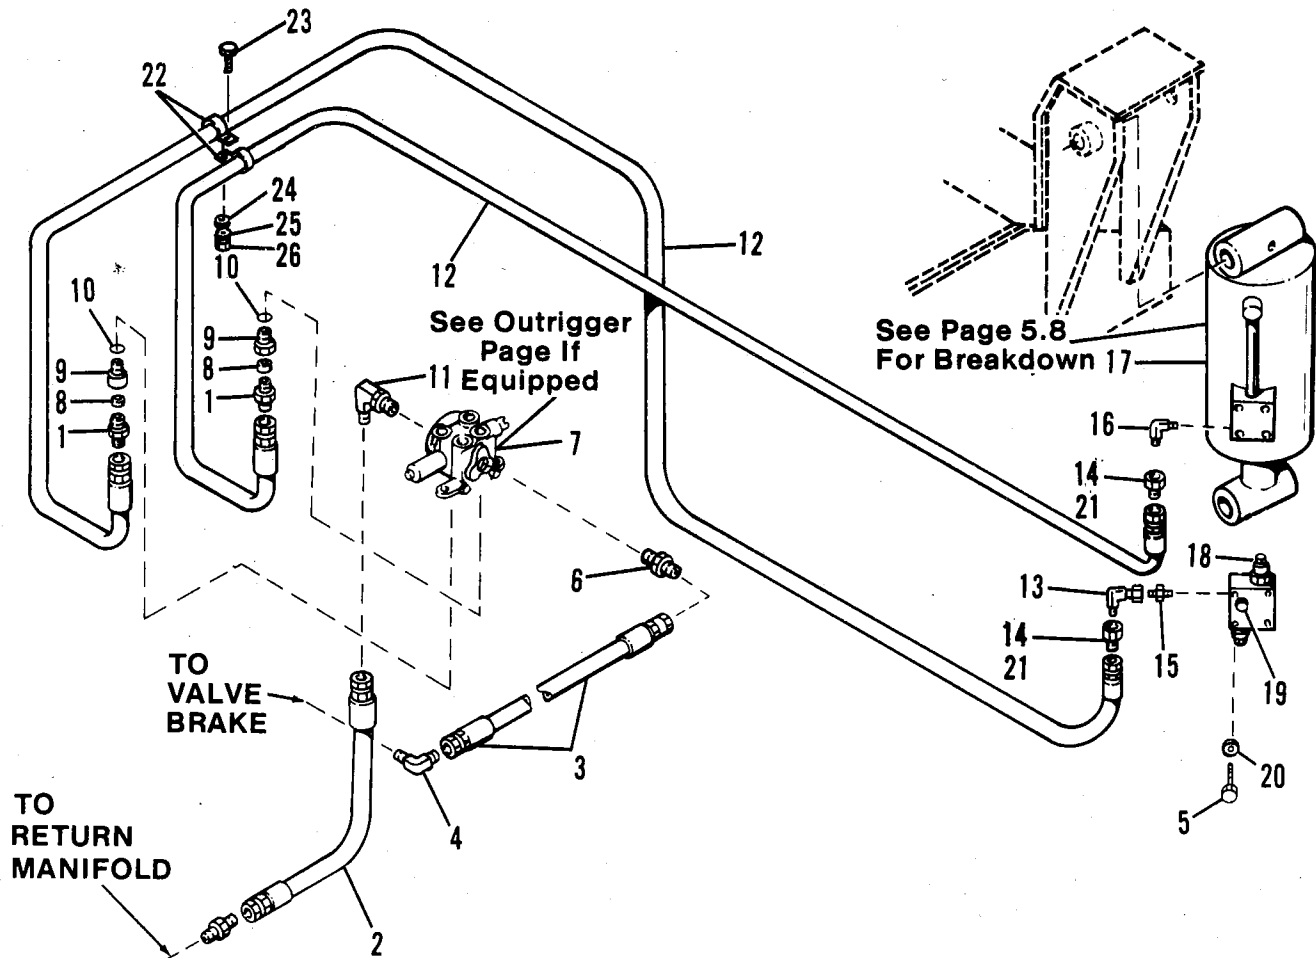 23
22
24
25
26
10
10
12
12
See Outrigger
Page If
Equipped
9
8
1
9
8
1
11
7
See Page 5.8
For Breakdown 17
16
14
21
18
13
14
21
15
19
6
TO
VALVE
BRAKE
3
20
5
4
TO
RETURN
MANIFOLD
2